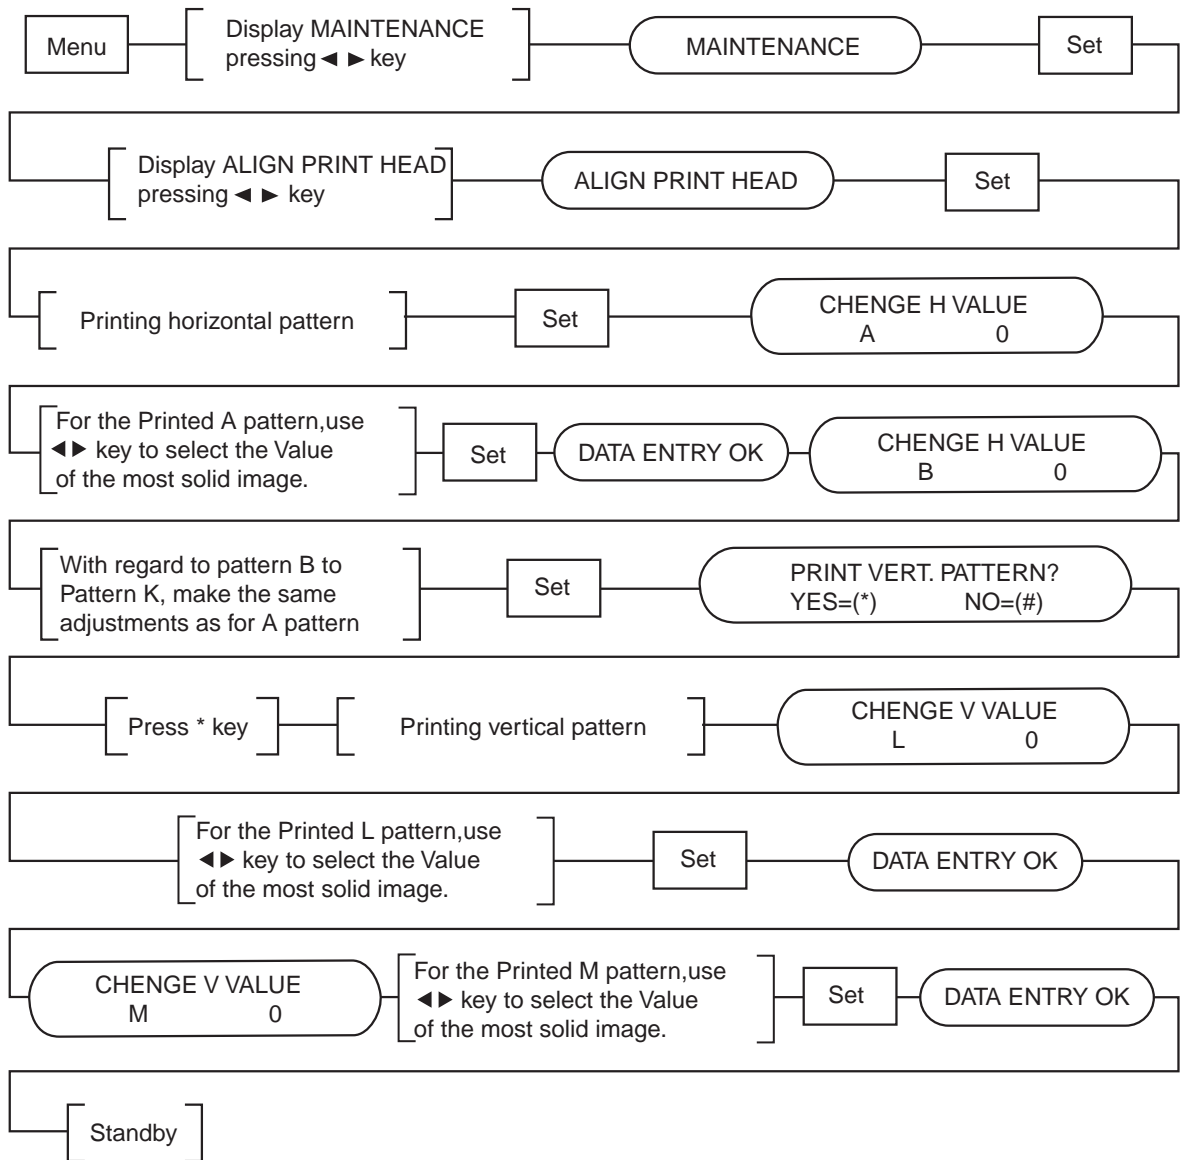 Menu
Display MAINTENANCE
pressing ◄ ► key
MAINTENANCE
Set
Display ALIGN PRINT HEAD
pressing ◄ ► key
ALIGN PRINT HEAD
Set
Printing horizontal pattern
Set
CHENGE H VALUE
A 0
For the Printed A pattern,use
◄► key to select the Value
of the most solid image.
Set
DATA ENTRY OK
CHENGE H VALUE
B 0
With regard to pattern B to
Pattern K, make the same
adjustments as for A pattern
Set
PRINT VERT. PATTERN?
YES=(*) NO=(#)
Press * key
Printing vertical pattern
CHENGE V VALUE
L 0
For the Printed L pattern,use
◄► key to select the Value
of the most solid image.
Set
DATA ENTRY OK
CHENGE V VALUE
M 0
For the Printed M pattern,use
◄► key to select the Value
of the most solid image.
Set
DATA ENTRY OK
Standby